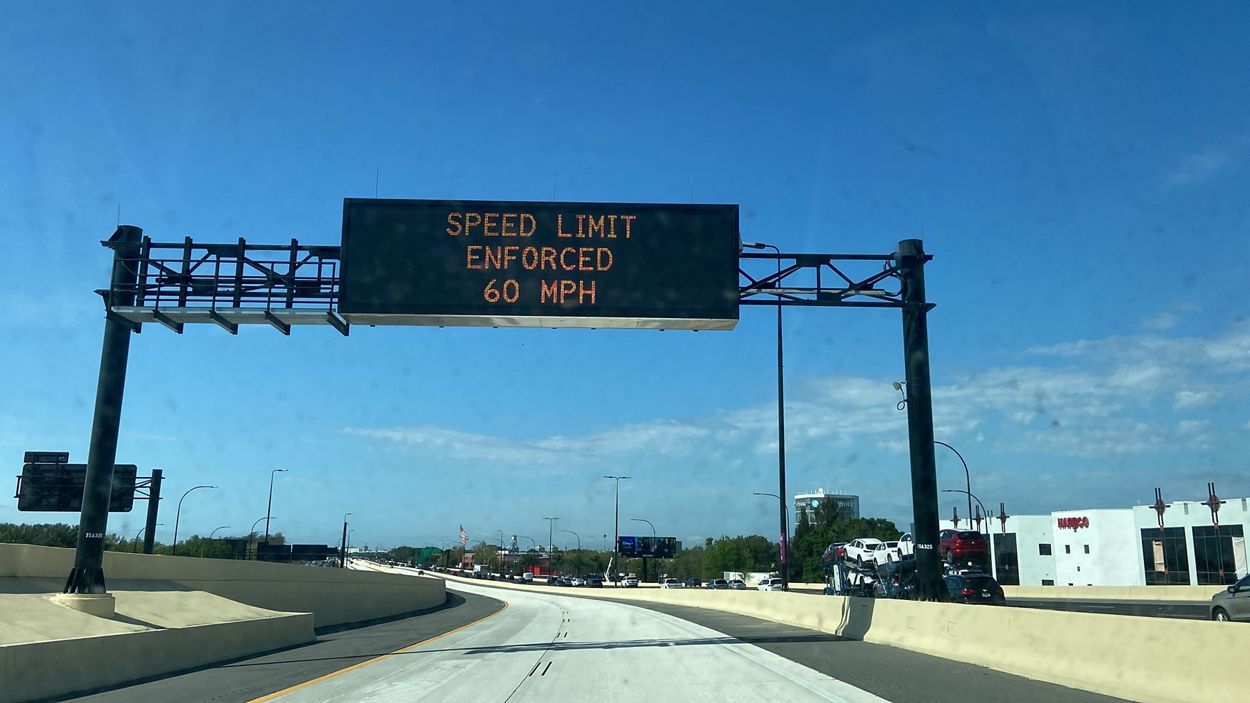 SPEED LIMIT
ENFORCED
60 MPH